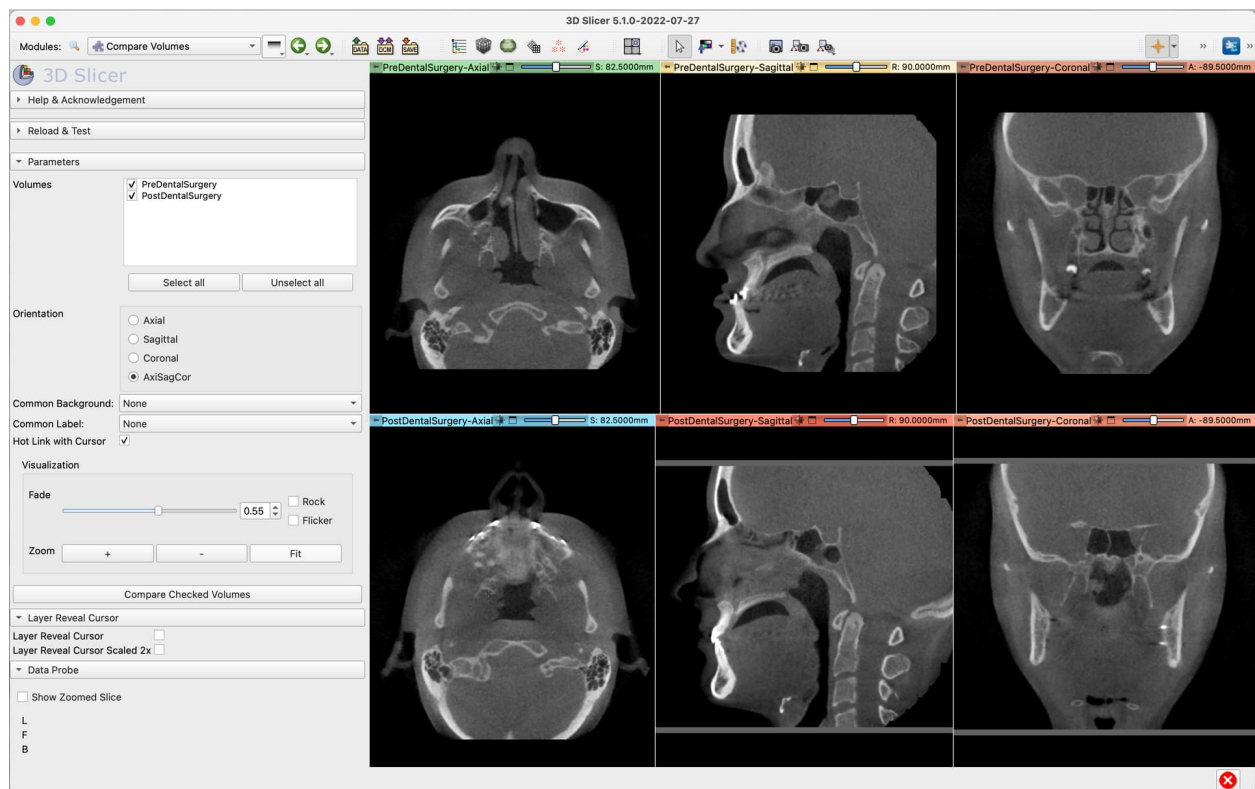 3D Slicer 5.1.0-2022-07-27
Modules: Compare Volumes
DATA DCM SAVE
3D Slicer
Help & Acknowledgement
Reload & Test
Parameters
Volumes
PreDentalSurgery
PostDentalSurgery
Select all Unselect all
Orientation
Axial
Sagittal
Coronal
AxiSagCor
Common Background: None
Common Label: None
Hot Link with Cursor
Visualization
Fade
0.55
Rock
Flicker
Zoom + - Fit
Compare Checked Volumes
Layer Reveal Cursor
Layer Reveal Cursor
Layer Reveal Cursor Scaled 2x
Data Probe
Show Zoomed Slice
L
F
B
PreDentalSurgery-Axial S: 82.5000mm
PreDentalSurgery-Sagittal R: 90.0000mm
PreDentalSurgery-Coronal A: -89.5000mm
PostDentalSurgery-Axial S: 82.5000mm
PostDentalSurgery-Sagittal R: 90.0000mm
PostDentalSurgery-Coronal A: -89.5000mm